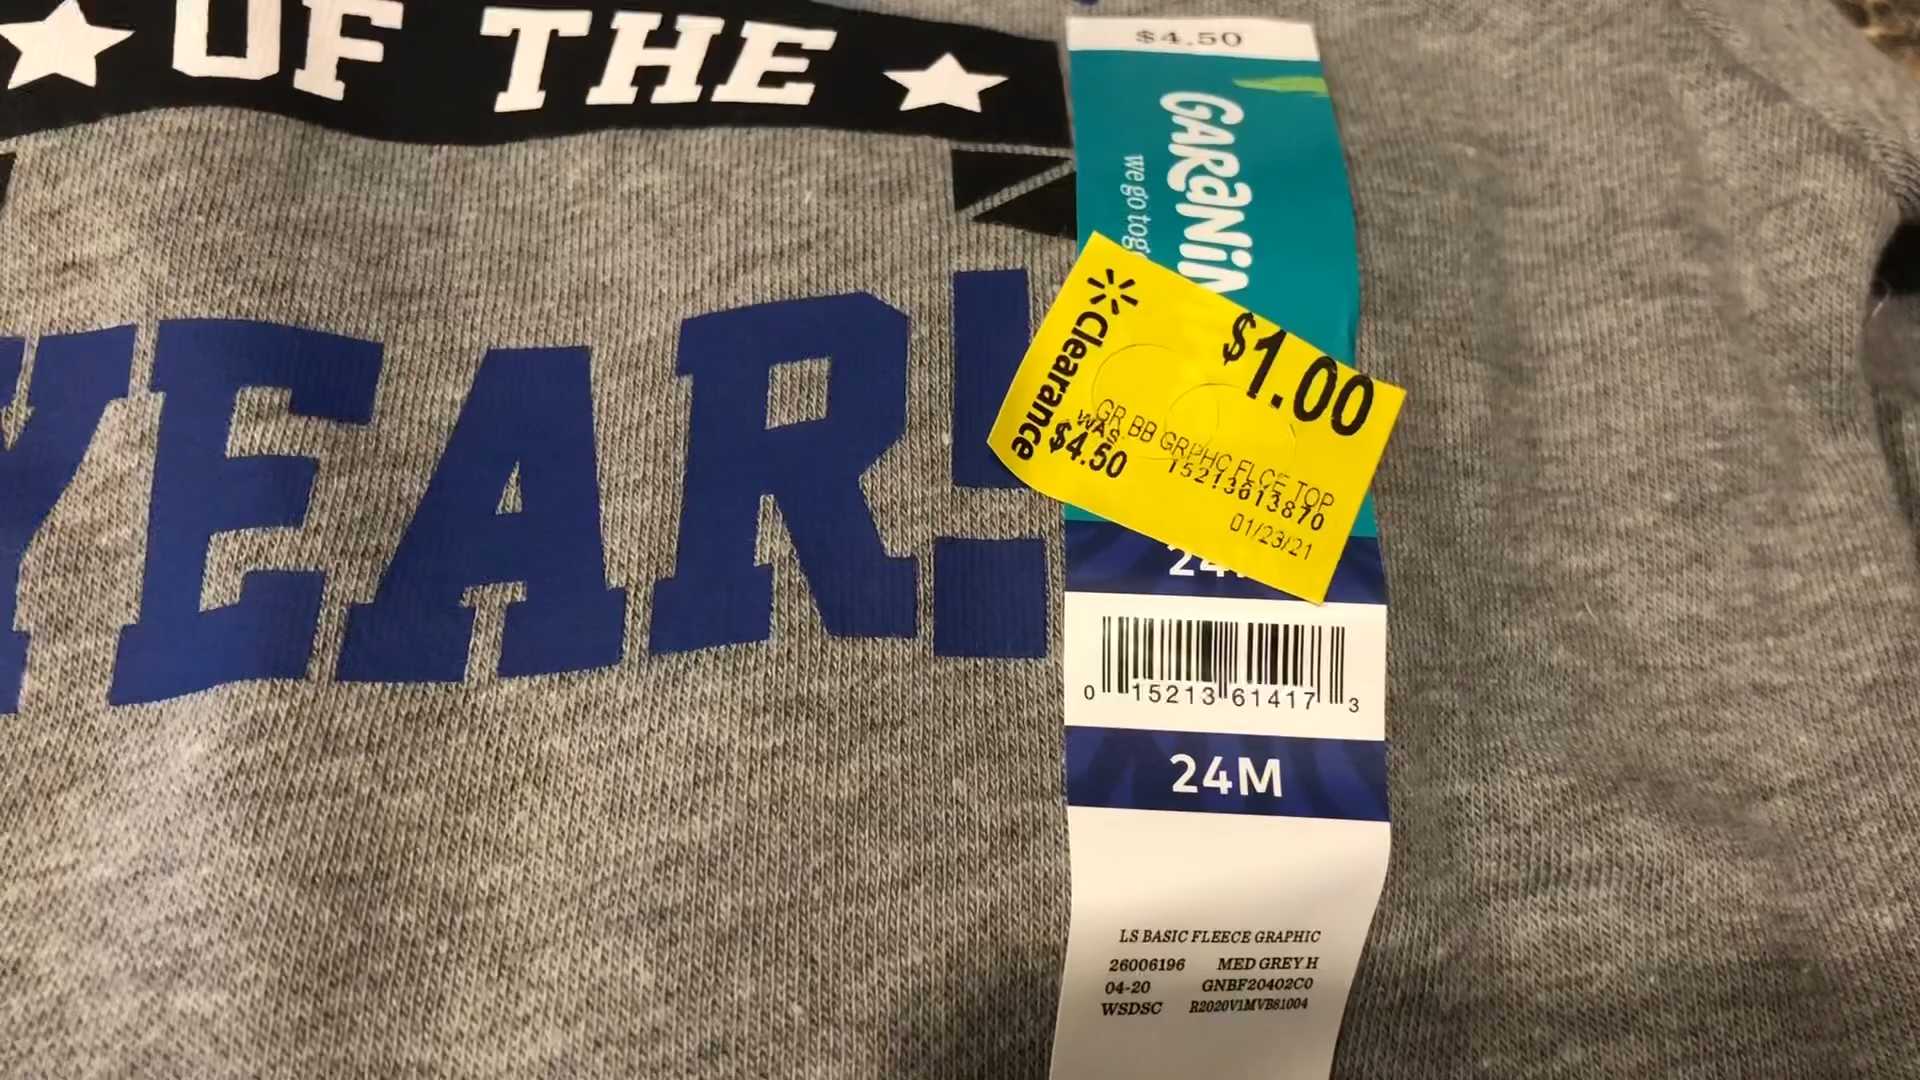 OF THE
YEAR!
$4.50
GARANIM
we go tog
Clearance
$1.00
GR BB GRPHC FLCE TOP
WAS
$4.50
15213613870
01/23/21
24
0 15213 61417 3
24M
LS BASIC FLEECE GRAPHIC
26006196 MED GREY H
04-20 GNBF20402C0
WSDSC R2020V1MVB81004